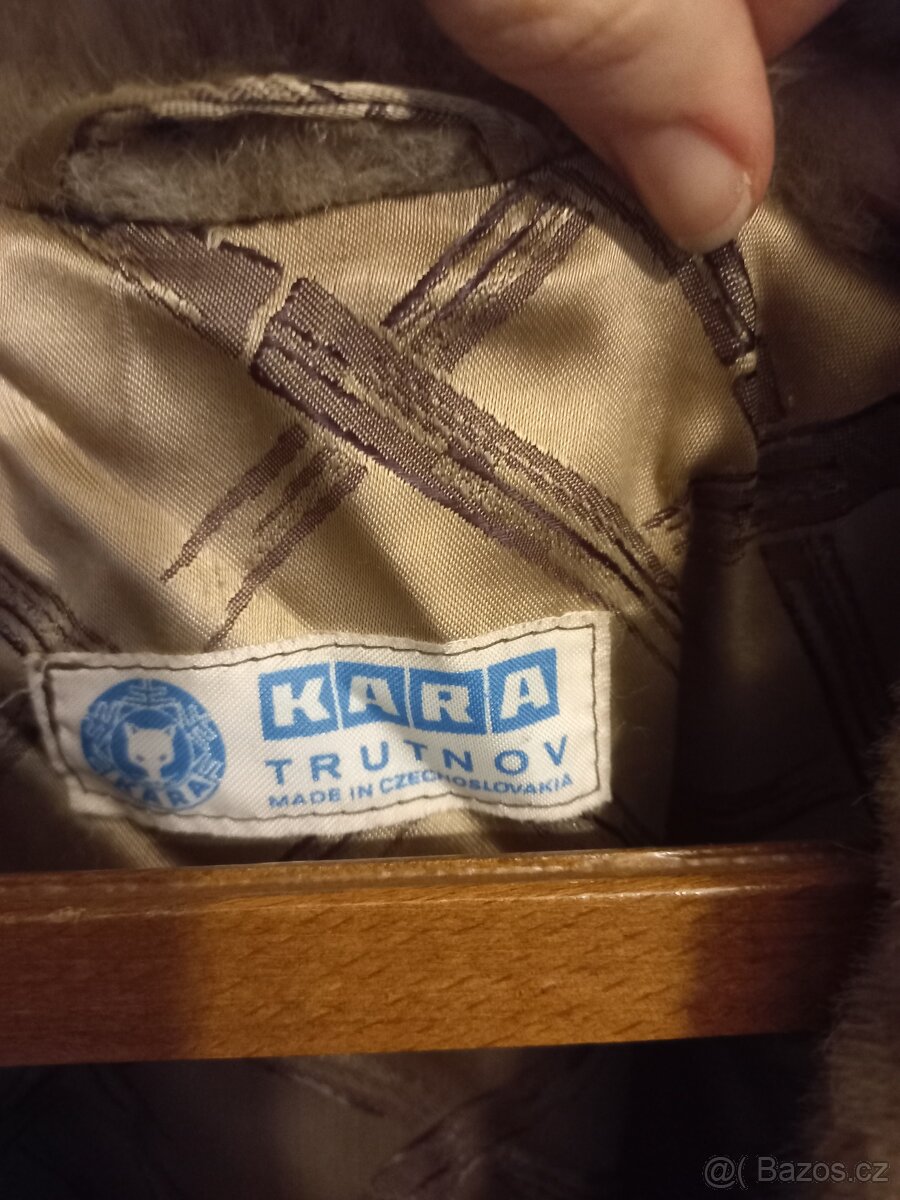 KARA
KARA
TRUTNOV
MADE IN CZECHOSLOVAKIA
@( Bazos.cz